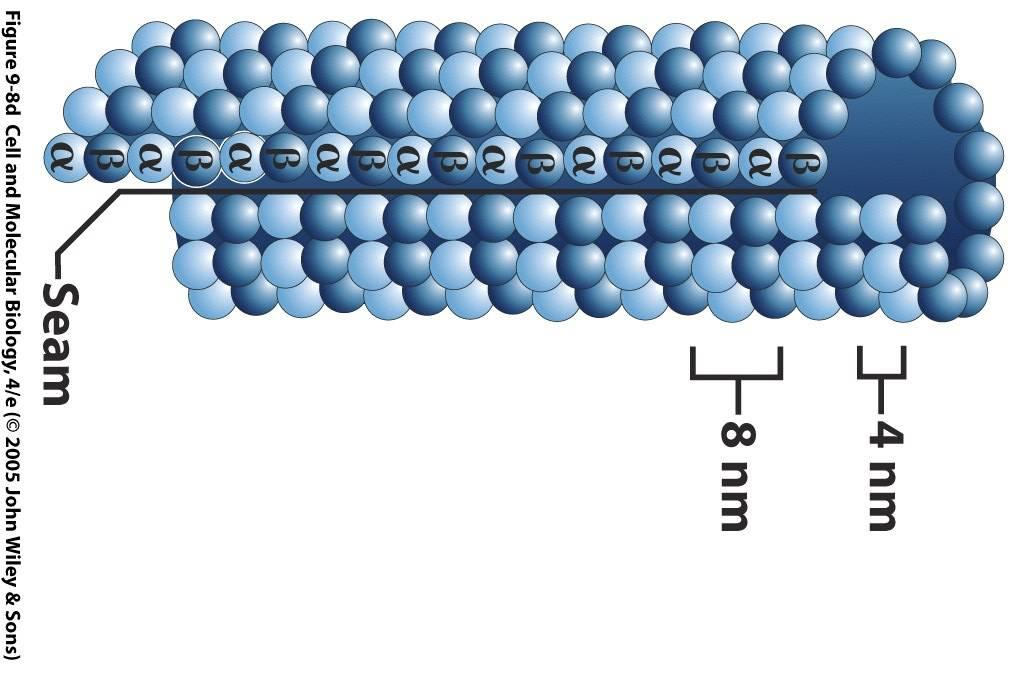 4 nm
β
α
β
8 nm
α
β
α
β
α
β
α
β
α
β
α
β
α
β
α
Seam
Figure 9-8d Cell and Molecular Biology, 4/e (© 2005 John Wiley & Sons)